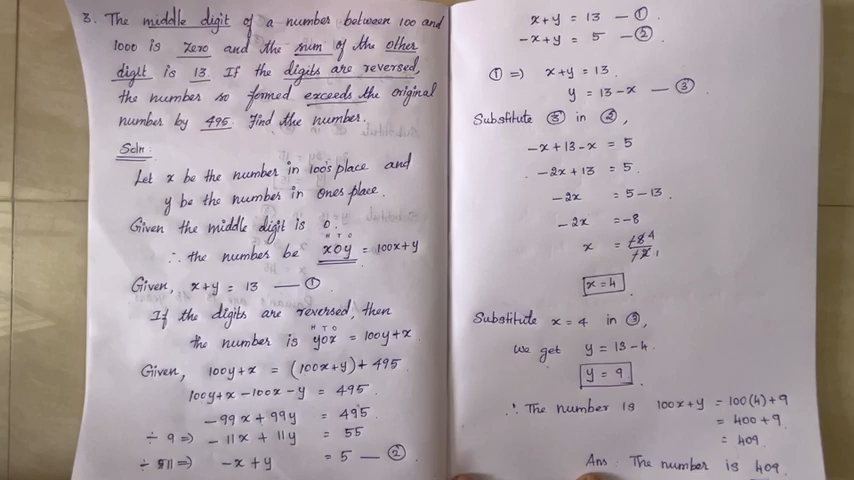 3. The middle digit of a number between 100 and
1000 is zero and the sum of the other
digit is 13. If the digits are reversed,
the number so formed exceeds the original
number by 495. Find the number.
Soln:
Let x be the number in 100's place and
y be the number in ones place.
Given the middle digit is 0.
H T O
∴ the number be x0y = 100x+y
Given, x+y = 13 — ①
If the digits are reversed, then
H T O
the number is y0x = 100y+x
Given, 100y+x = (100x+y)+495
100y+x-100x-y = 495
-99x+99y = 495
÷ 9 => -11x+11y = 55
÷ 11 => -x+y = 5 — ②
x+y = 13 — ①
-x+y = 5 — ②
① => x+y = 13
y = 13-x — ③
Substitute ③ in ②,
-x+13-x = 5
-2x+13 = 5
-2x = 5-13
-2x = -8
x = -8/-2 4 1
x=4
Substitute x=4 in ③,
We get y = 13-4
y = 9
∴ The number is 100x+y = 100(4)+9
= 400+9
= 409
Ans: The number is 409